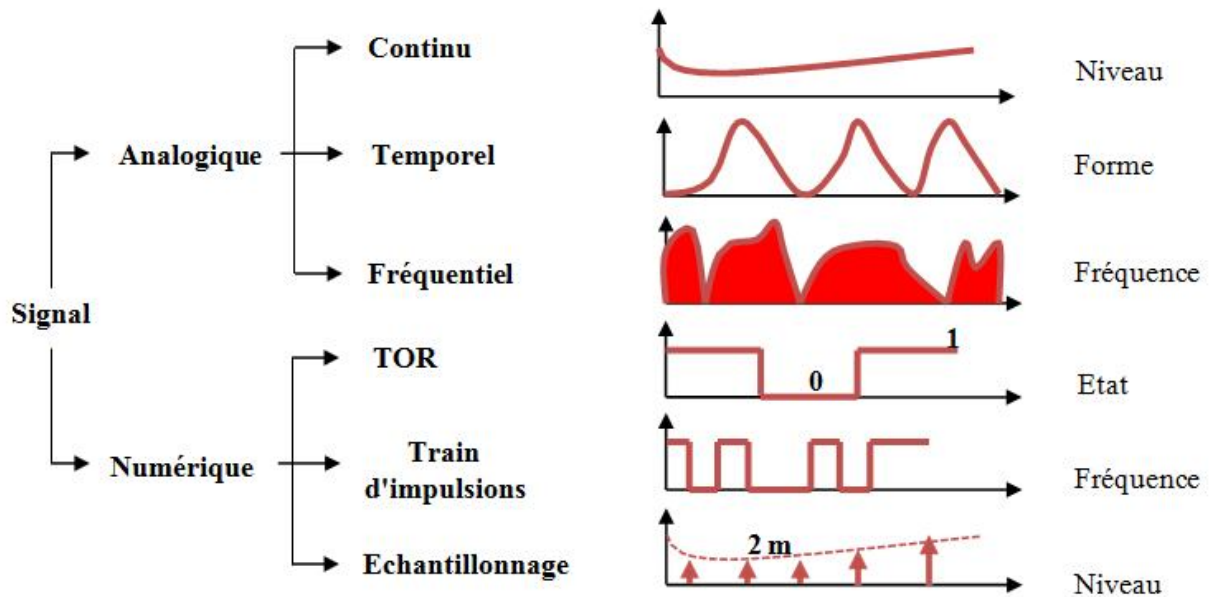 Continu
Niveau
Analogique
Temporel
Forme
Fréquentiel
Fréquence
Signal
TOR
1
0
Etat
Numérique
Train
d'impulsions
Fréquence
Echantillonnage
2 m
Niveau